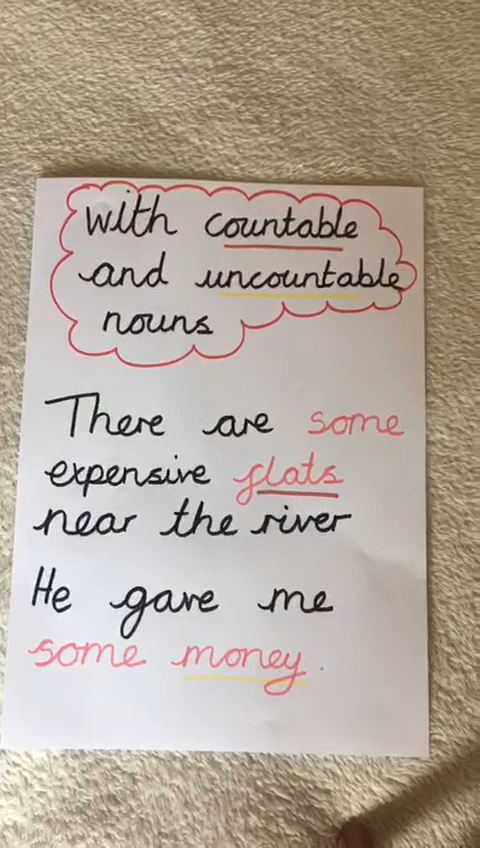 with countable
and uncountable
nouns
There are some
expensive flats
near the river
He gave me
some money.